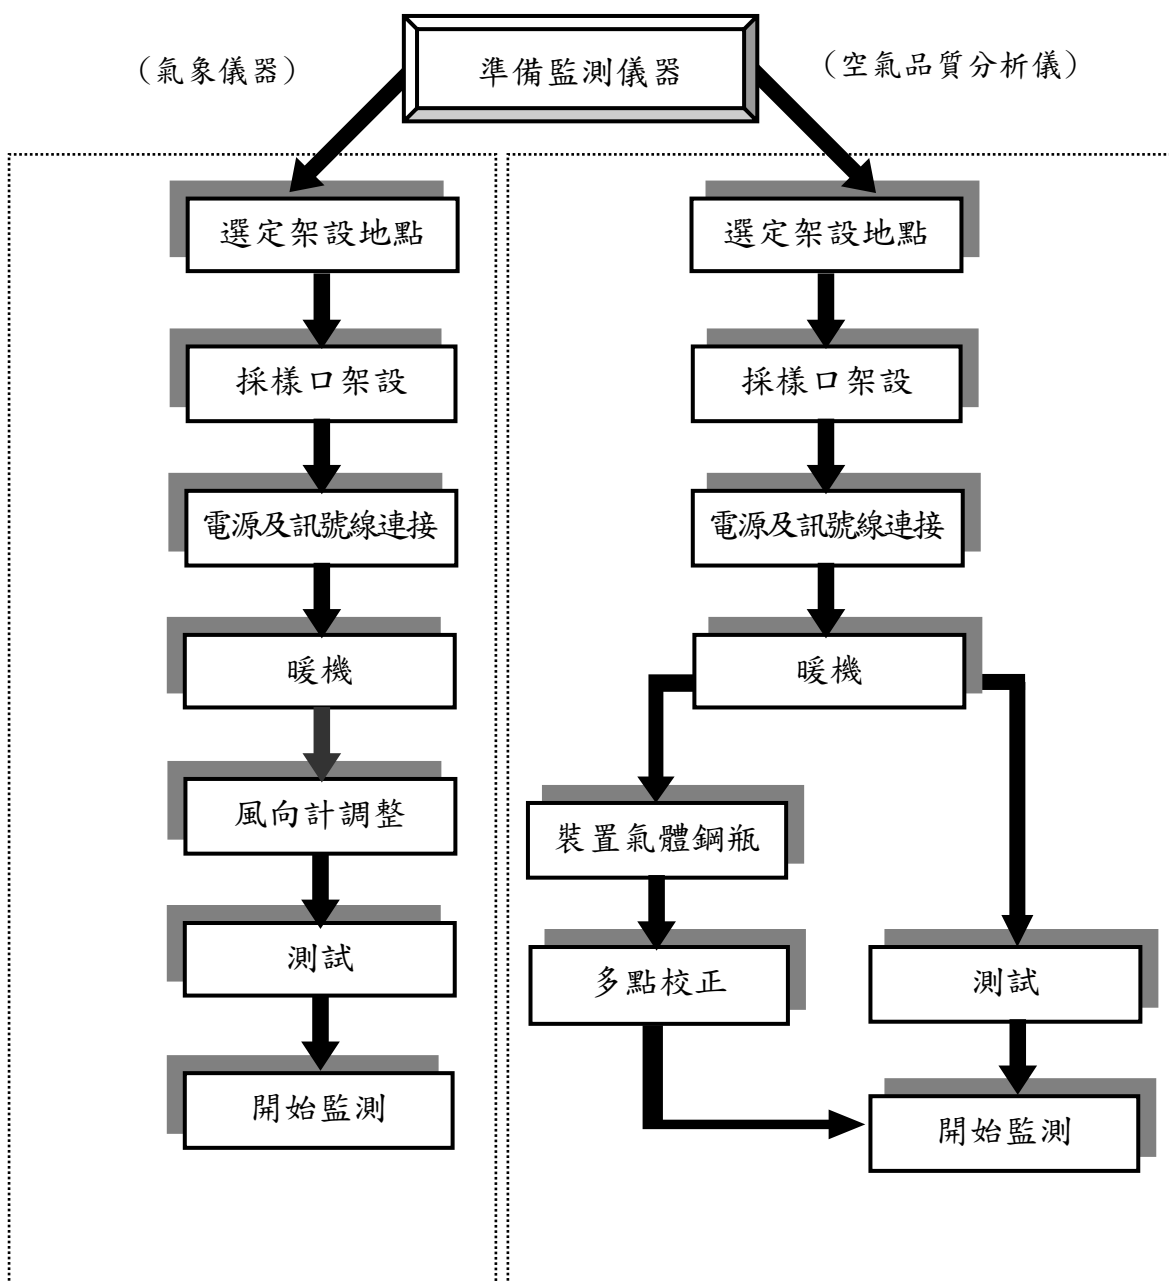 （氣象儀器）
準備監測儀器
（空氣品質分析儀）
選定架設地點
採樣口架設
電源及訊號線連接
暖機
風向計調整
測試
開始監測
選定架設地點
採樣口架設
電源及訊號線連接
暖機
裝置氣體鋼瓶
多點校正
測試
開始監測